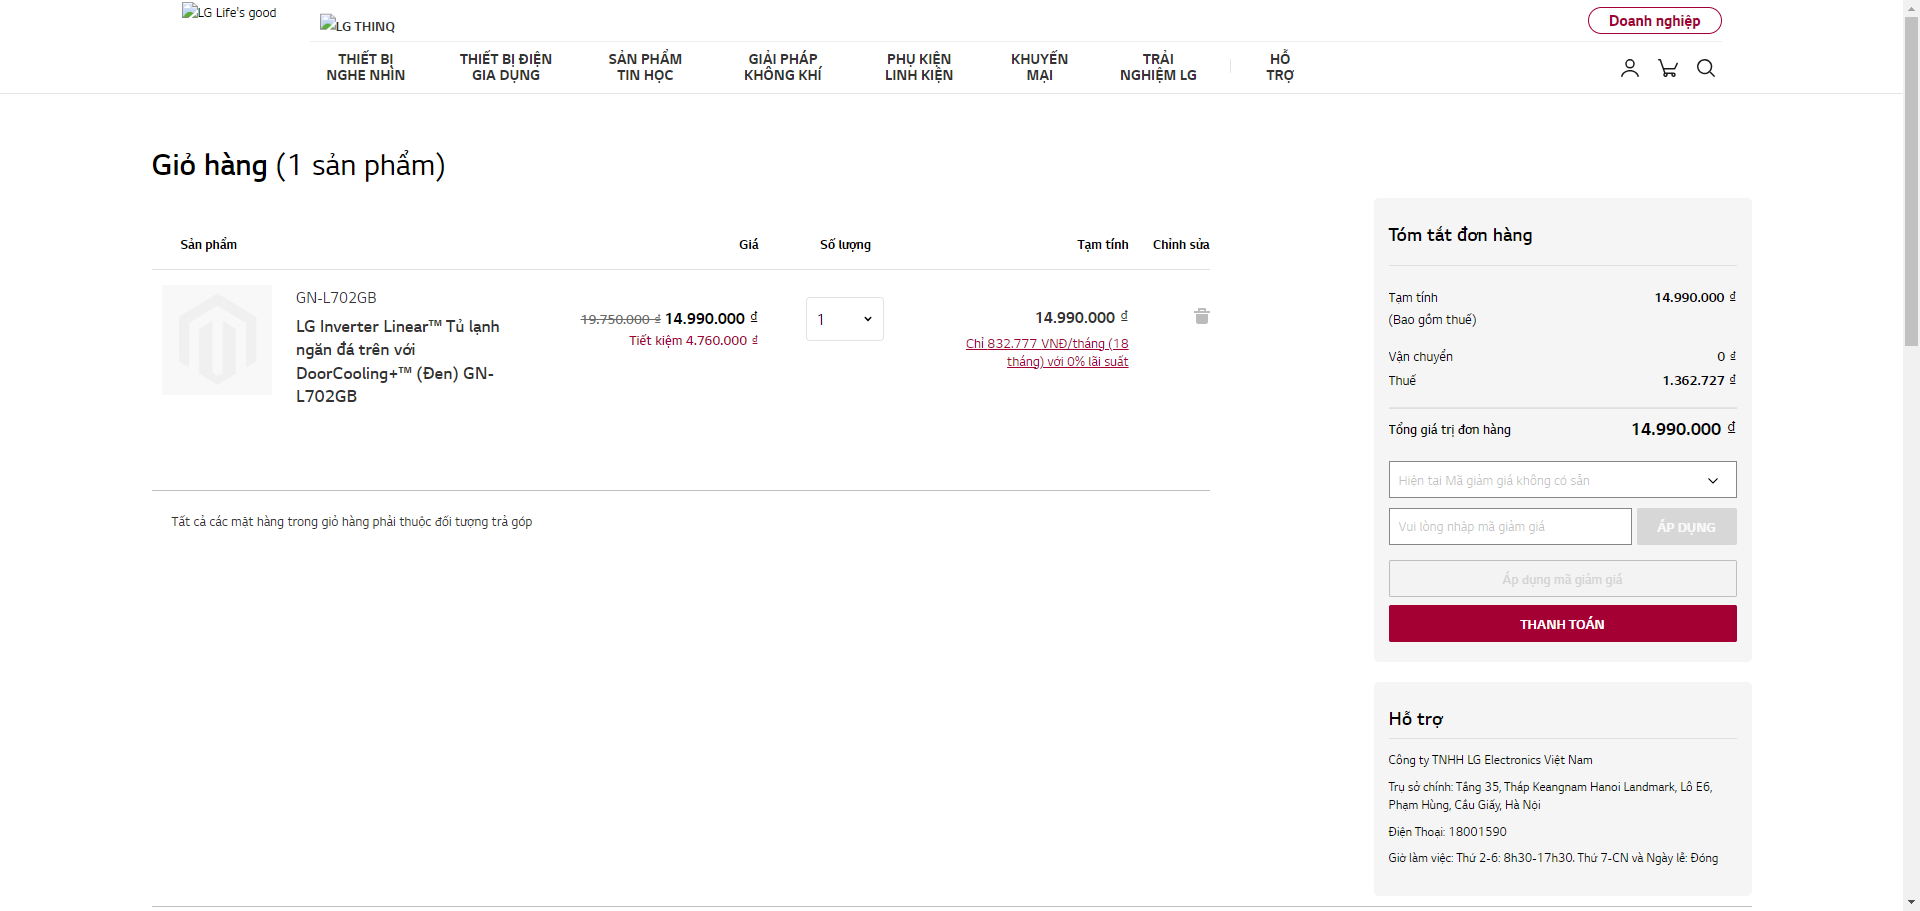 LG Life's good
LG THINQ
Doanh nghiệp
THIẾT BỊ
NGHE NHÌN
THIẾT BỊ ĐIỆN
GIA DỤNG
SẢN PHẨM
TIN HỌC
GIẢI PHÁP
KHÔNG KHÍ
PHỤ KIỆN
LINH KIỆN
KHUYẾN
MẠI
TRẢI
NGHIỆM LG
HỖ
TRỢ
Giỏ hàng (1 sản phẩm)
Sản phẩm
Giá
Số lượng
Tạm tính
Chỉnh sửa
GN-L702GB
LG Inverter Linear™ Tủ lạnh
ngăn đá trên với
DoorCooling+™ (Đen) GN-
L702GB
19.750.000 ₫ 14.990.000 ₫
Tiết kiệm 4.760.000 ₫
1
14.990.000 ₫
Chỉ 832.777 VNĐ/tháng (18
tháng) với 0% lãi suất
Tất cả các mặt hàng trong giỏ hàng phải thuộc đối tượng trả góp
Tóm tắt đơn hàng
Tạm tính 14.990.000 ₫
(Bao gồm thuế)
Vận chuyển 0 ₫
Thuế 1.362.727 ₫
Tổng giá trị đơn hàng 14.990.000 ₫
Hiện tại Mã giảm giá không có sẵn
Vui lòng nhập mã giảm giá
ÁP DỤNG
Áp dụng mã giảm giá
THANH TOÁN
Hỗ trợ
Công ty TNHH LG Electronics Việt Nam
Trụ sở chính: Tầng 35, Tháp Keangnam Hanoi Landmark, Lô E6,
Phạm Hùng, Cầu Giấy, Hà Nội
Điện Thoại: 18001590
Giờ làm việc: Thứ 2-6: 8h30-17h30. Thứ 7-CN và Ngày lễ: Đóng